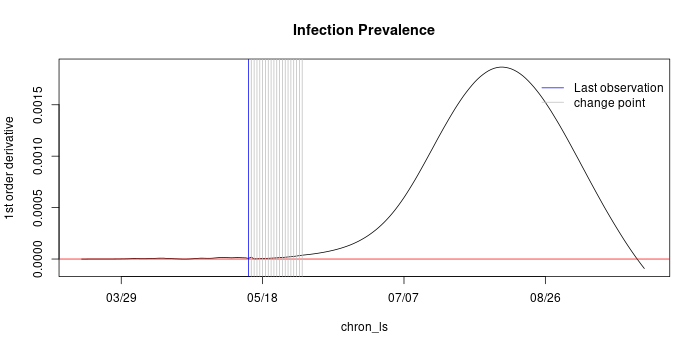 Infection Prevalence
1st order derivative
0.0015
0.0010
0.0005
0.0000
Last observation
change point
03/29 05/18 07/07 08/26
chron_ls